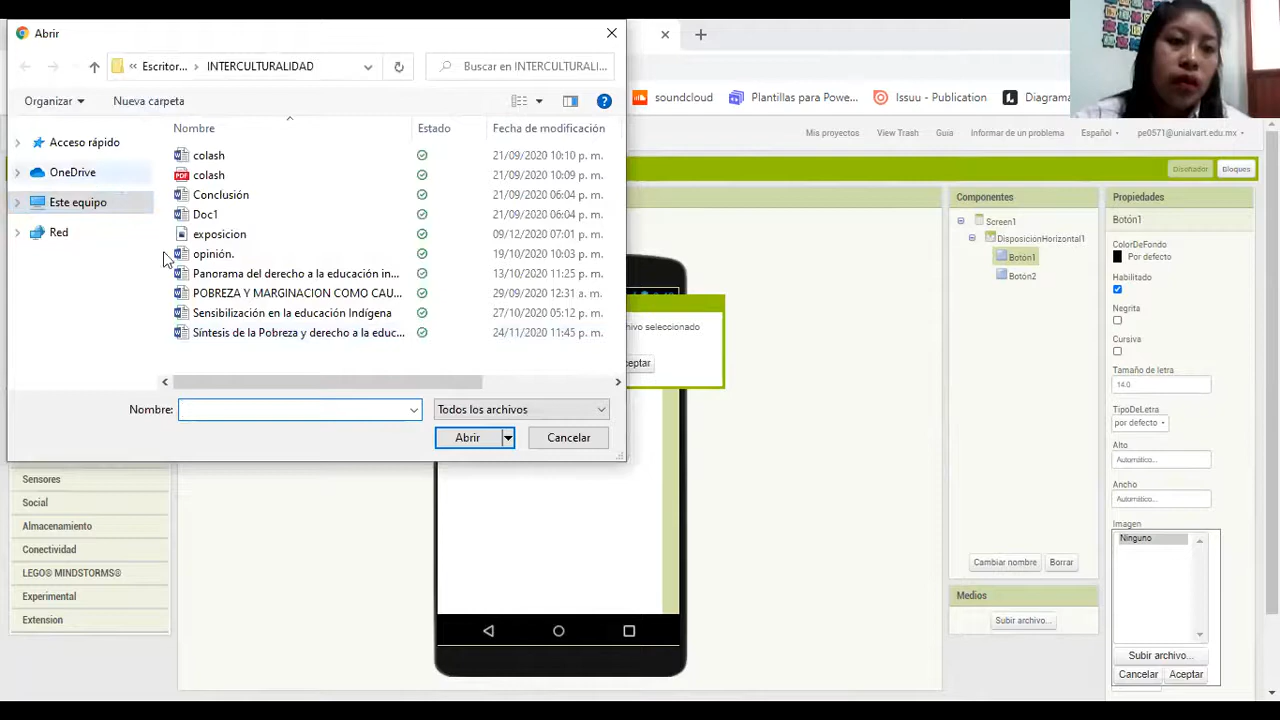 Abrir
Escritor...
INTERCULTURALIDAD
Buscar en INTERCULTURALI...
Organizar
Nueva carpeta
Nombre
Estado
Fecha de modificación
Acceso rápido
OneDrive
Este equipo
Red
colash 21/09/2020 10:10 p. m.
colash 21/09/2020 10:09 p. m.
Conclusión 21/09/2020 06:04 p. m.
Doc1 21/09/2020 06:04 p. m.
exposicion 09/12/2020 07:01 p. m.
opinión. 19/10/2020 10:03 p. m.
Panorama del derecho a la educación in... 13/10/2020 11:25 p. m.
POBREZA Y MARGINACION COMO CAU... 29/09/2020 12:31 a. m.
Sensibilización en la educación Indígena 27/10/2020 05:12 p. m.
Síntesis de la Pobreza y derecho a la educ... 24/11/2020 11:45 p. m.
Nombre:
Todos los archivos
Abrir
Cancelar
soundcloud
Plantillas para Powe...
Issuu - Publication
Diagrama
Mis proyectos
View Trash
Guía
Informar de un problema
Español
pe0571@unialvart.edu.mx
Diseñador
Bloques
Componentes
Screen1
DisposiciónHorizontal1
Botón1
Botón2
Cambiar nombre
Borrar
Medios
Subir archivo...
Propiedades
Botón1
ColorDeFondo
Por defecto
Habilitado
Negrita
Cursiva
Tamaño de letra
14.0
TipoDeLetra
por defecto
Alto
Automático...
Ancho
Automático...
Imagen
Ninguno
Subir archivo...
Cancelar
Aceptar
seleccionado
Sensores
Social
Almacenamiento
Conectividad
LEGO® MINDSTORMS®
Experimental
Extension